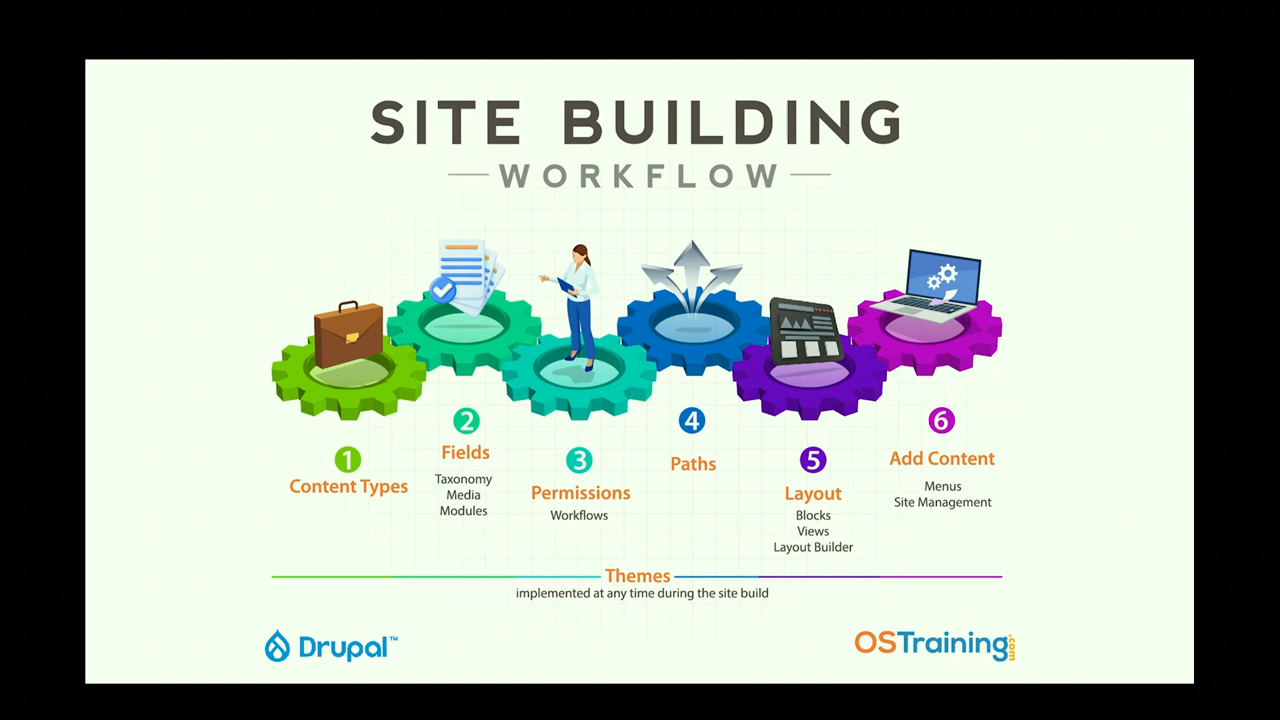 SITE BUILDING
WORKFLOW
1
Content Types
2
Fields
Taxonomy
Media
Modules
3
Permissions
Workflows
4
Paths
5
Layout
Blocks
Views
Layout Builder
6
Add Content
Menus
Site Management
Themes
implemented at any time during the site build
Drupal™
OSTraining.com